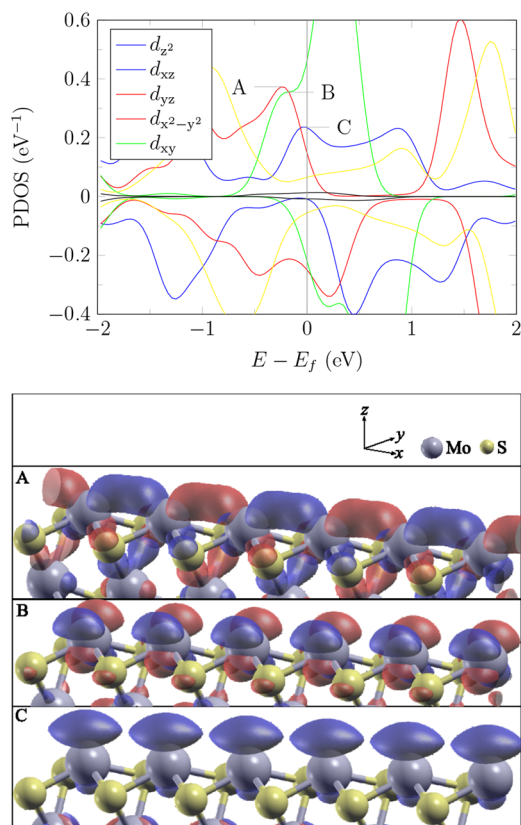 0.6
0.4
0.2
0
−0.2
−0.4
PDOS (eV⁻¹)
d_{z²}
d_{xz}
d_{yz}
d_{x²−y²}
d_{xy}
A
B
C
−2
−1
0
1
2
E − E_f (eV)
z
y
x
Mo
S
A
B
C